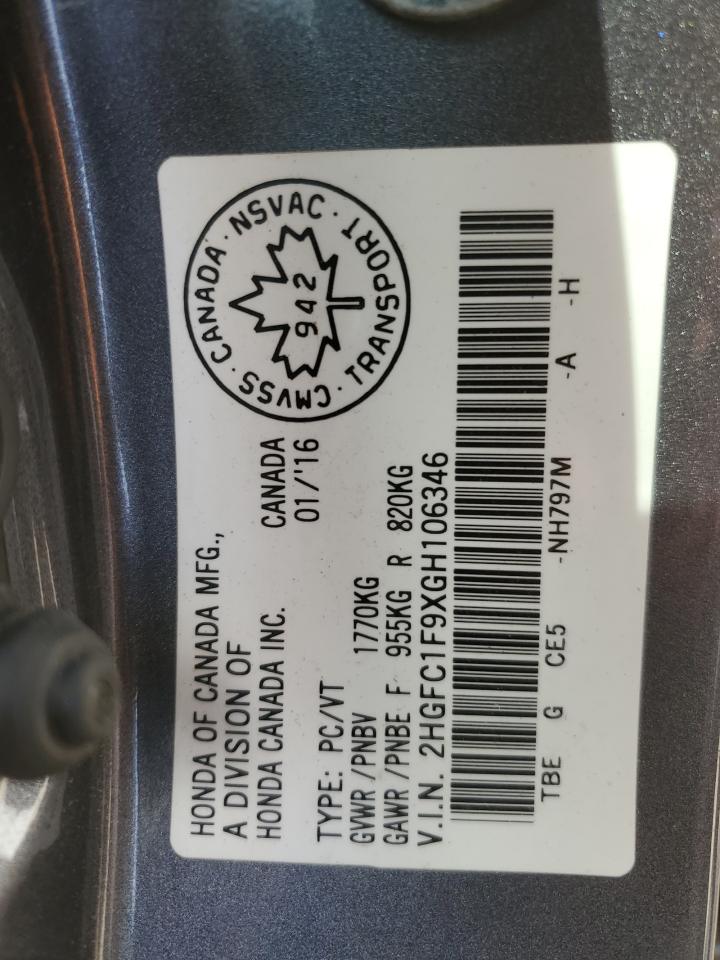 HONDA OF CANADA MFG.,
A DIVISION OF
HONDA CANADA INC.
CANADA
01/'16
CMVSS · CANADA · NSVAC · TRANSPORT ·
942
TYPE: PC/VT
GVWR /PNBV 1770KG
GAWR /PNBE F 955KG R 820KG
V.I.N. 2HGFC1F9XGH106346
TBE G CE5 -NH797M -A -H